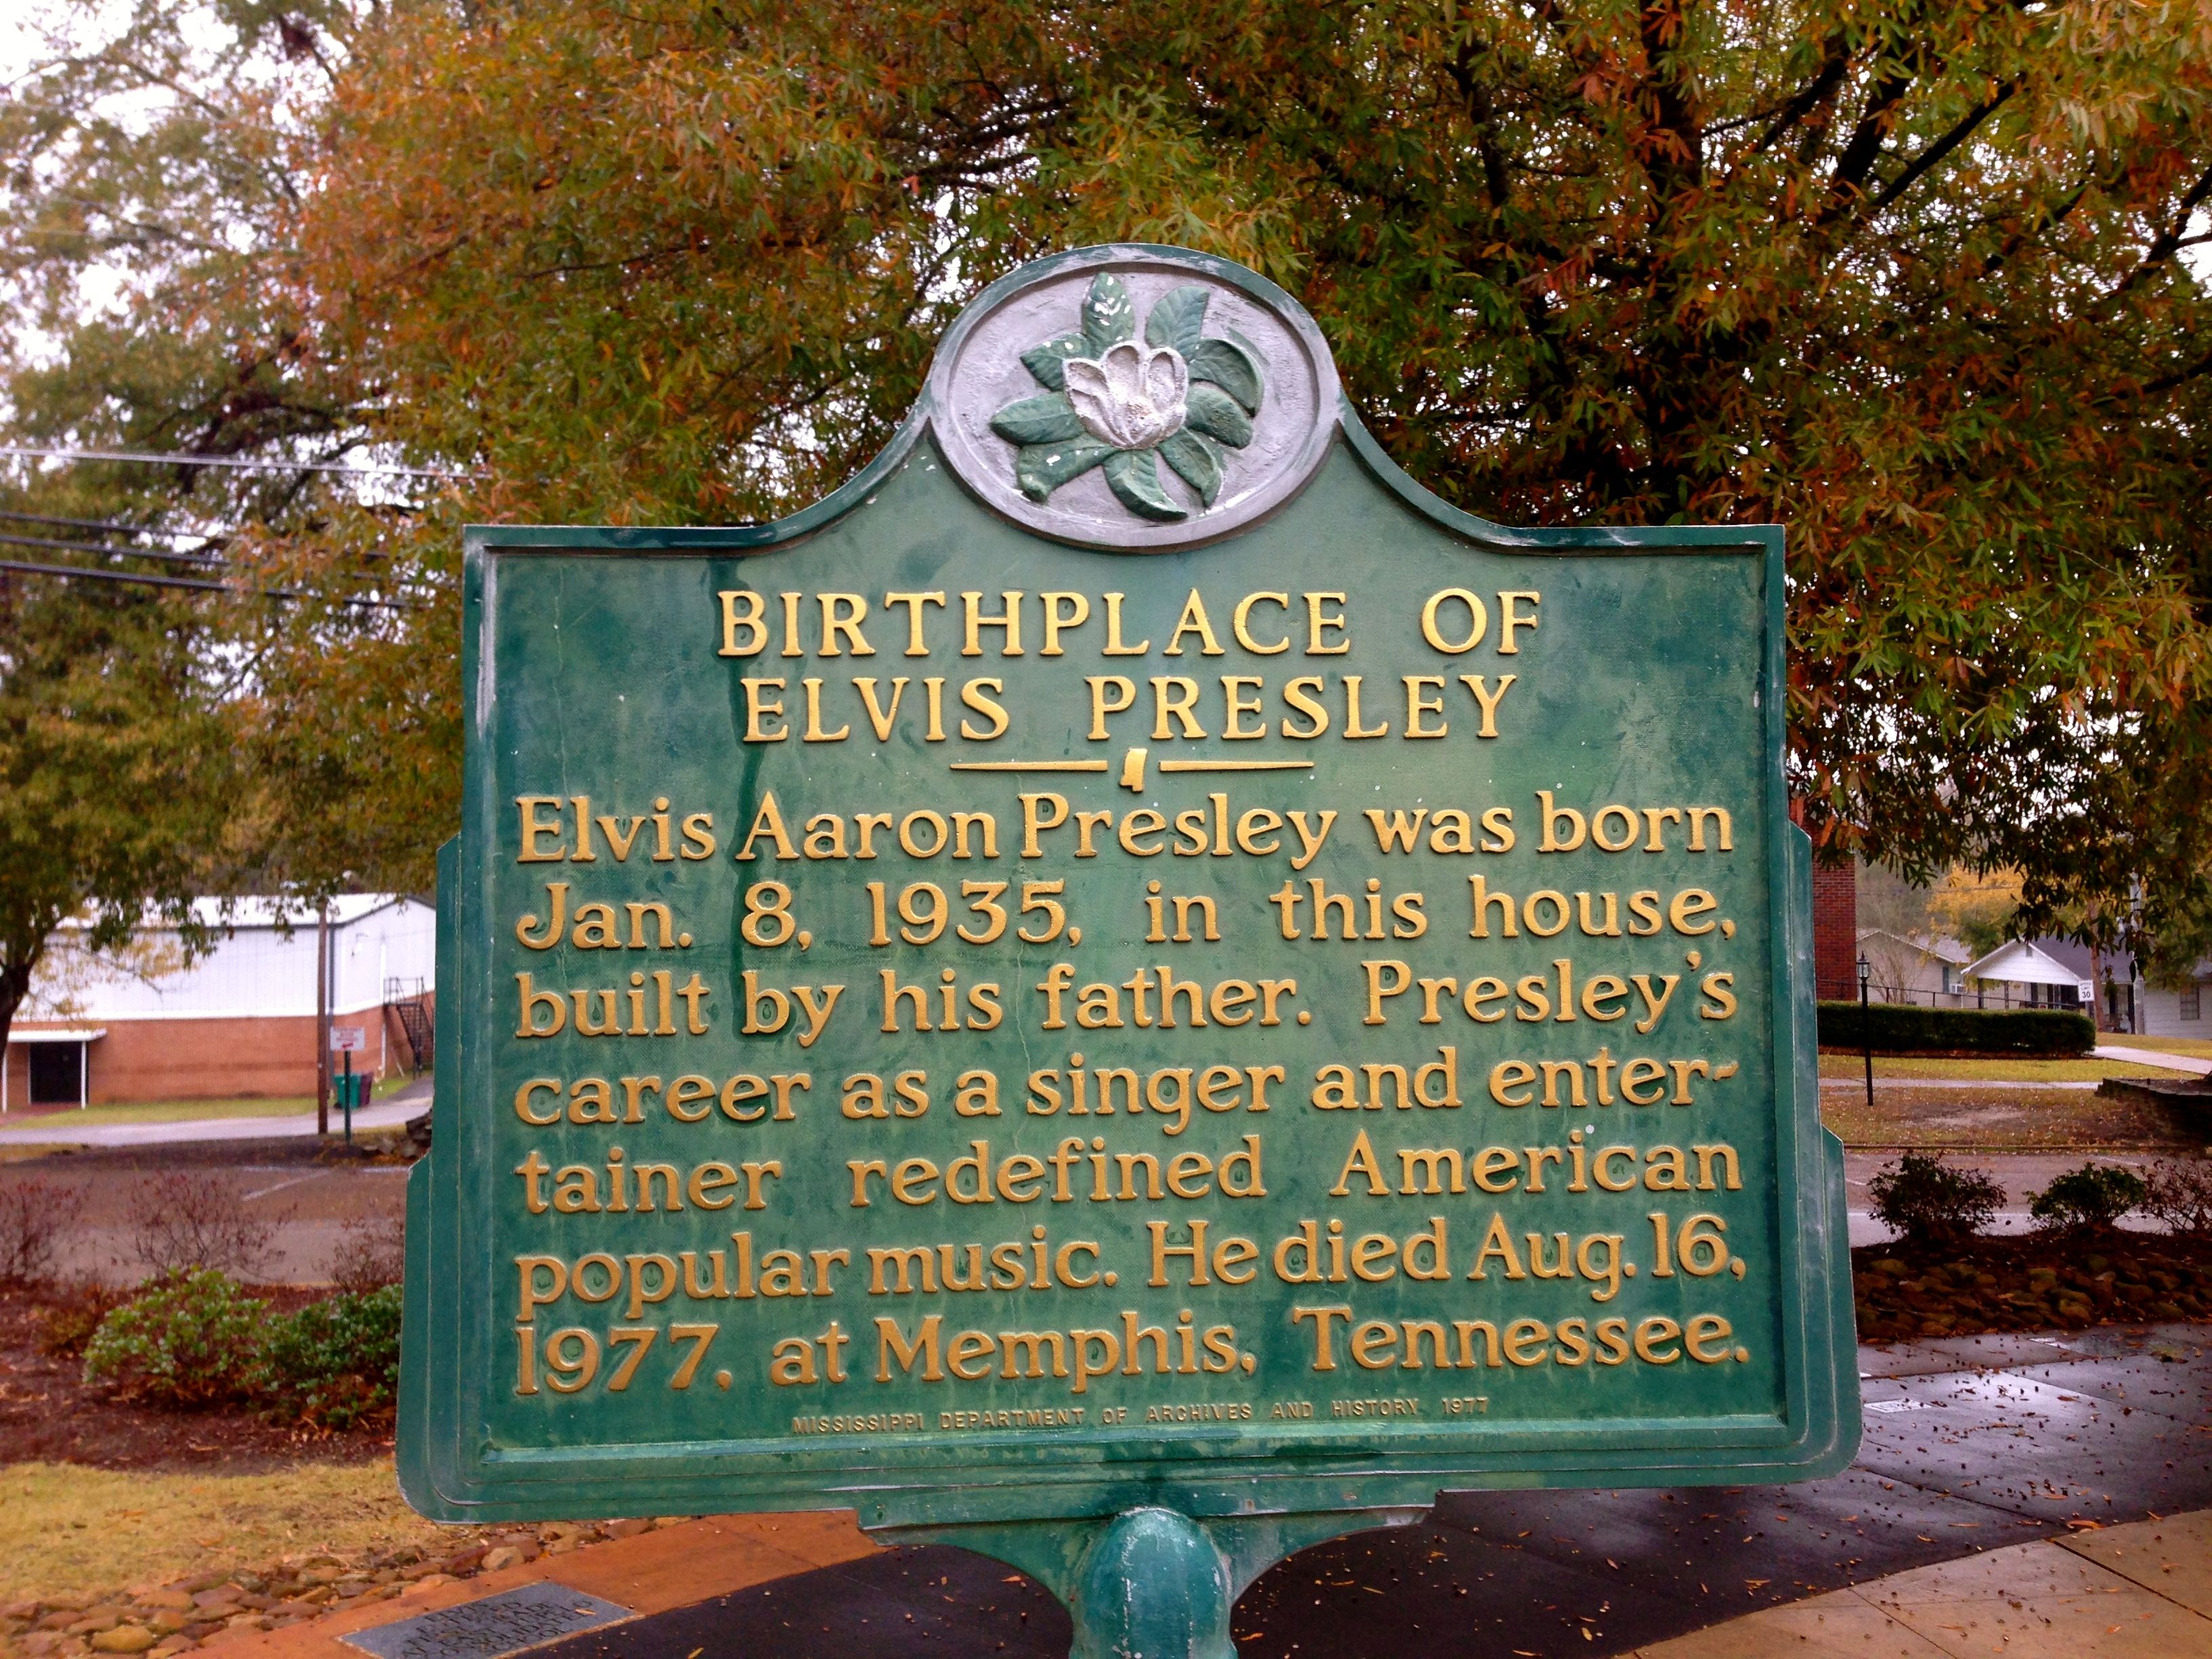 BIRTHPLACE OF
ELVIS PRESLEY
Elvis Aaron Presley was born
Jan. 8, 1935, in this house,
built by his father. Presley's
career as a singer and enter-
tainer redefined American
popular music. He died Aug. 16,
1977, at Memphis, Tennessee.
MISSISSIPPI DEPARTMENT OF ARCHIVES AND HISTORY 1977
30